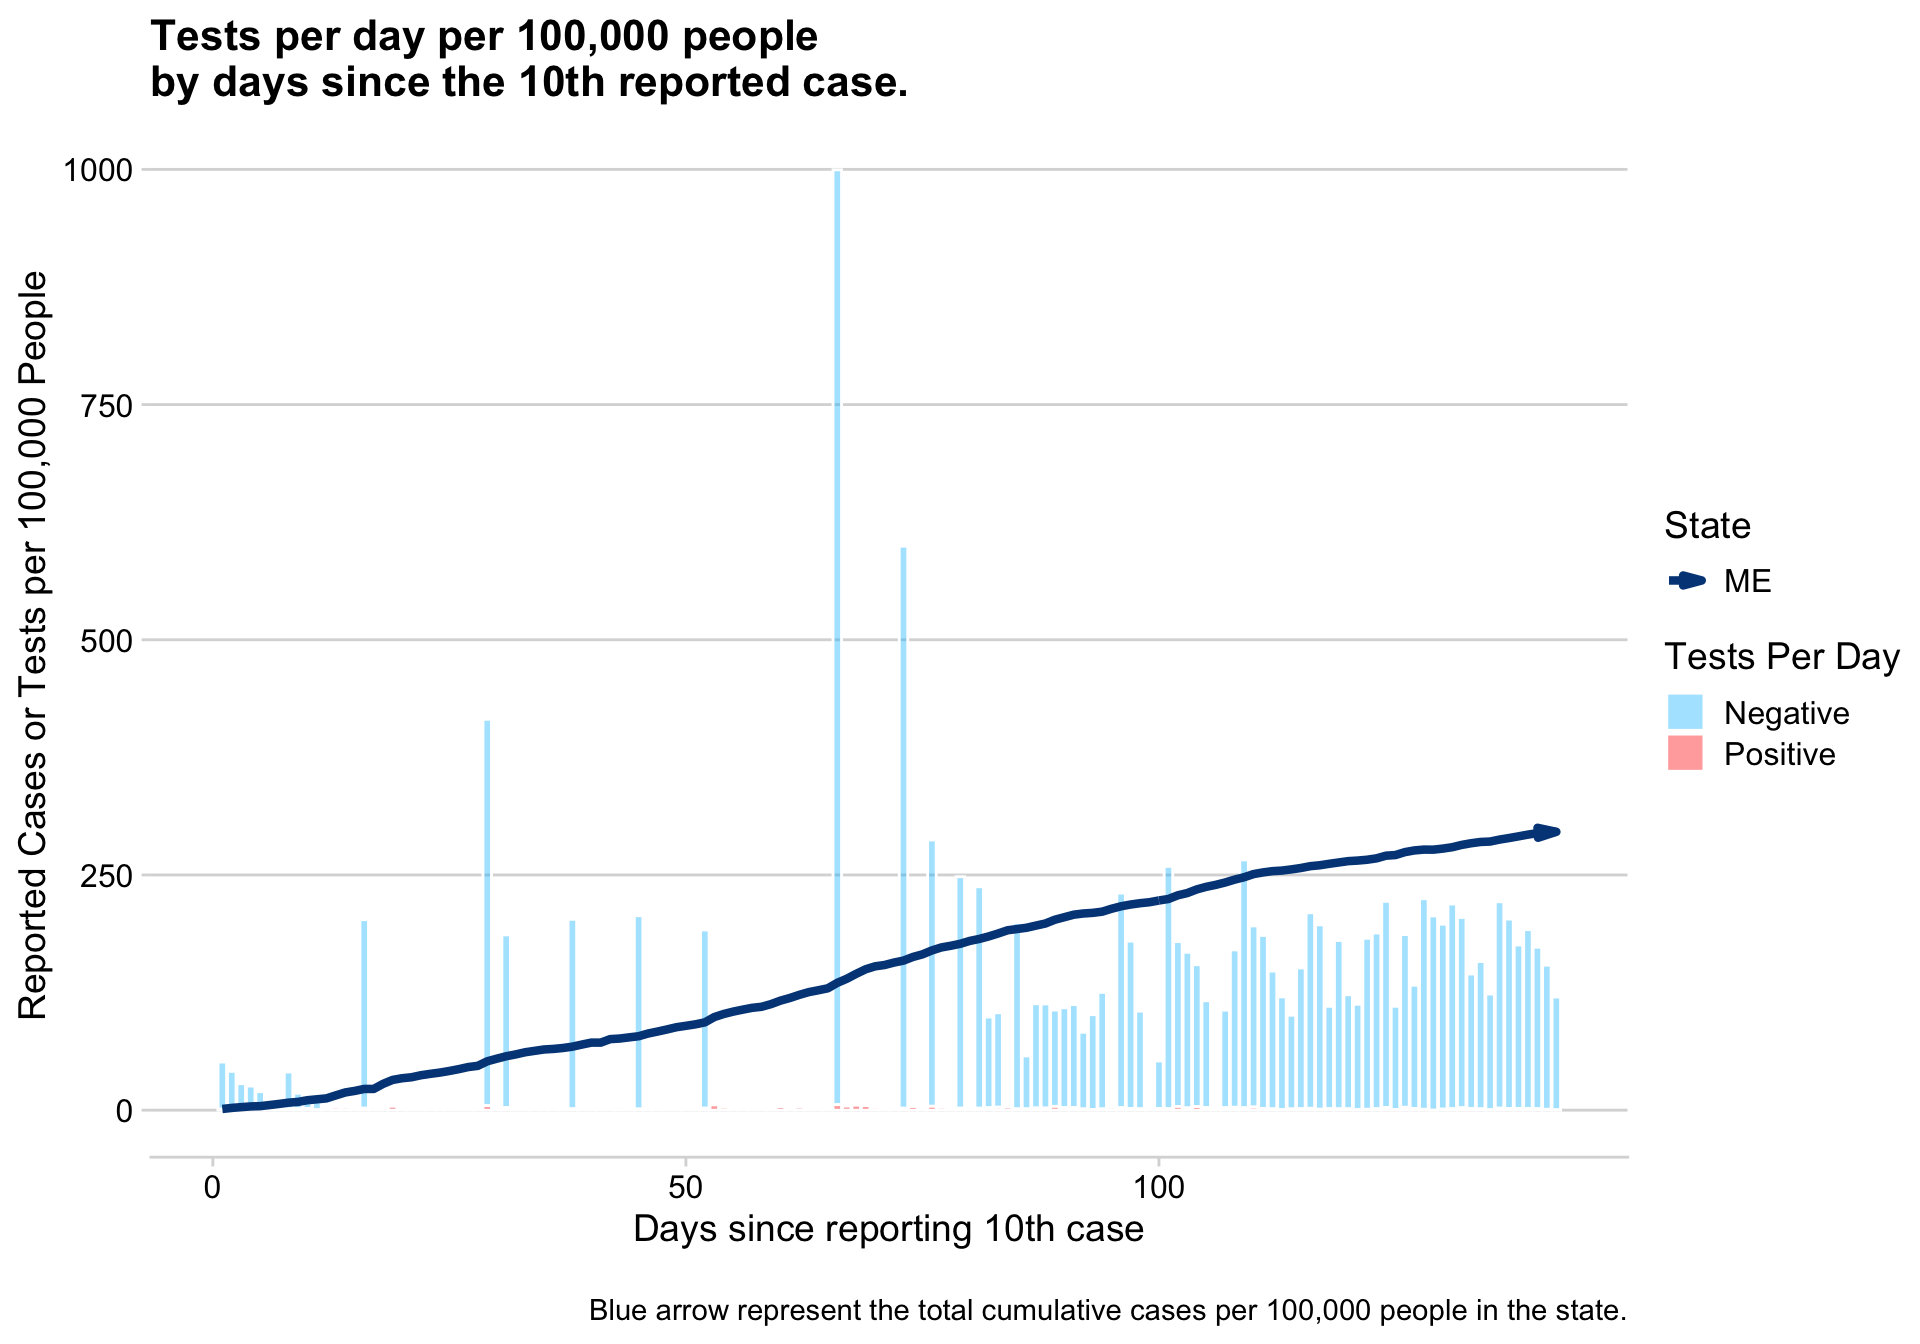 Tests per day per 100,000 people
by days since the 10th reported case.
Reported Cases or Tests per 100,000 People
1000
750
500
250
0
0
50
100
Days since reporting 10th case
State
ME
Tests Per Day
Negative
Positive
Blue arrow represent the total cumulative cases per 100,000 people in the state.